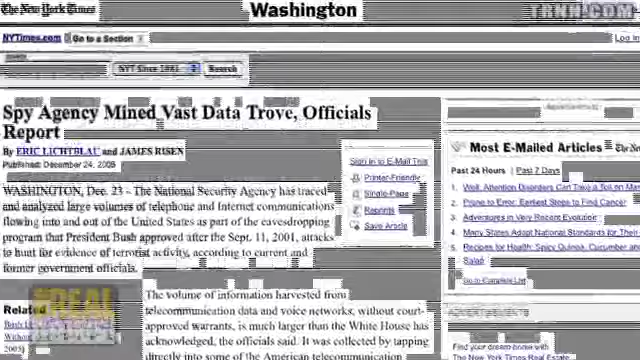 The New York Times
Washington
TRNN.COM
NYTimes.com
Go to a Section
Log In
NYT Since 1981
Search
Spy Agency Mined Vast Data Trove, Officials
Report
By ERIC LICHTBLAU and JAMES RISEN
Published: December 24, 2005
WASHINGTON, Dec. 23 - The National Security Agency has traced
and analyzed large volumes of telephone and Internet communications
flowing into and out of the United States as part of the eavesdropping
program that President Bush approved after the Sept. 11, 2001, attacks
to hunt for evidence of terrorist activity, according to current and
former government officials.
The volume of information harvested from
telecommunication data and voice networks, without court-
approved warrants, is much larger than the White House has
acknowledged, the officials said. It was collected by tapping
directly into some of the American telecommunication
Sign In to E-Mail This
Printer-Friendly
Single-Page
Reprints
Save Article
Related
2005)
Most E-Mailed Articles
Past 24 Hours | Past 7 Days
1. Well: Attention Disorders Can Take a Toll on
2. Prone to Error: Earliest Steps to Find Cancer
3. Adventures in Very Recent Evolution
4. Many States Adopt National Standards for Their
5. Recipes for Health: Spicy Quinoa, Cucumber and
Go to Complete List
ADVERTISEMENTS
Find your dream home with
The New York Times Real Estate
THE REAL